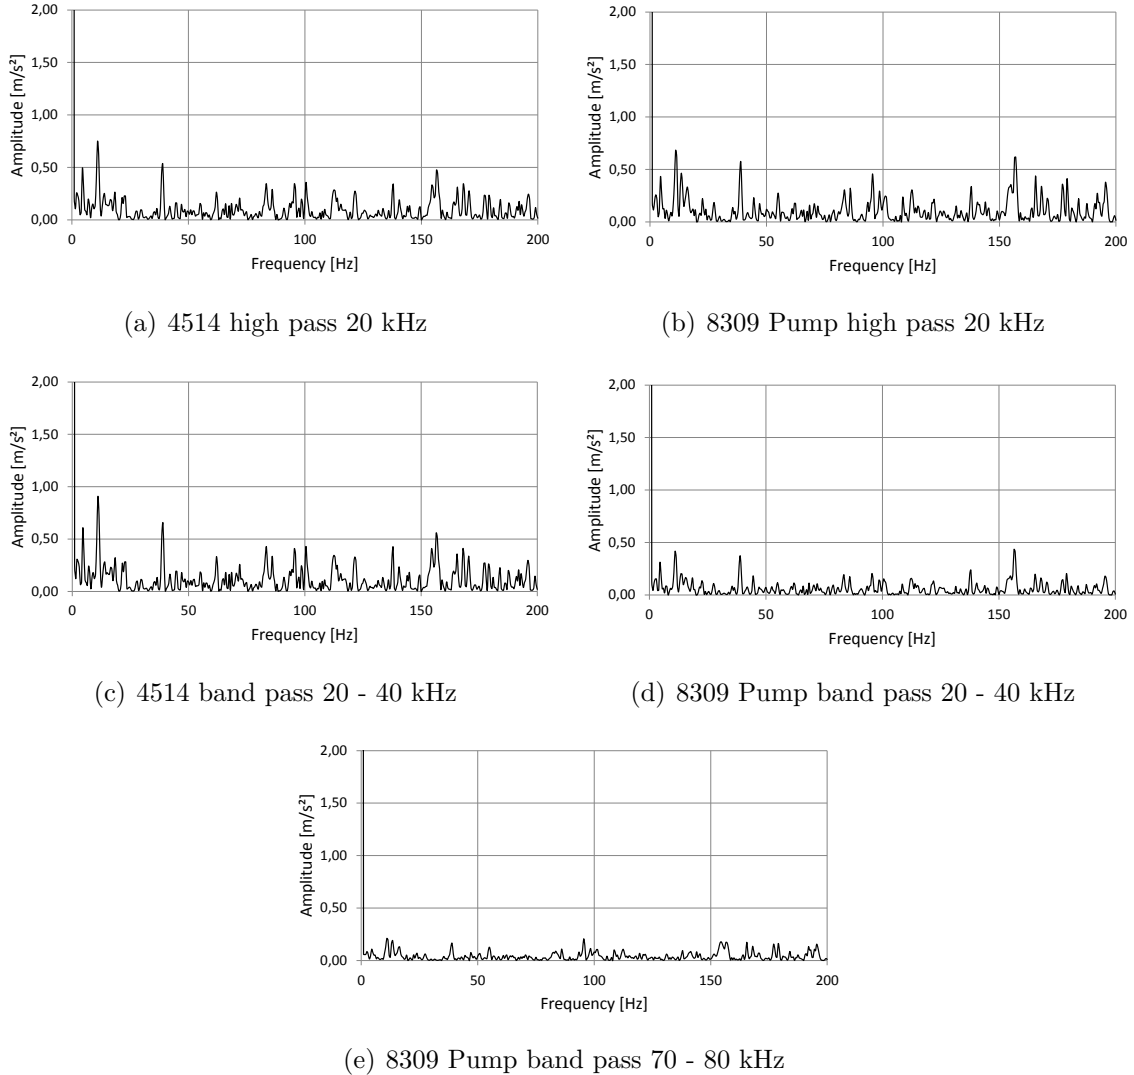 2,00
1,50
1,00
0,50
0,00
Amplitude [m/s²]
0 50 100 150 200
Frequency [Hz]
(a) 4514 high pass 20 kHz
2,00
1,50
1,00
0,50
0,00
Amplitude [m/s²]
0 50 100 150 200
Frequency [Hz]
(b) 8309 Pump high pass 20 kHz
2,00
1,50
1,00
0,50
0,00
Amplitude [m/s²]
0 50 100 150 200
Frequency [Hz]
(c) 4514 band pass 20 - 40 kHz
2,00
1,50
1,00
0,50
0,00
Amplitude [m/s²]
0 50 100 150 200
Frequency [Hz]
(d) 8309 Pump band pass 20 - 40 kHz
2,00
1,50
1,00
0,50
0,00
Amplitude [m/s²]
0 50 100 150 200
Frequency [Hz]
(e) 8309 Pump band pass 70 - 80 kHz